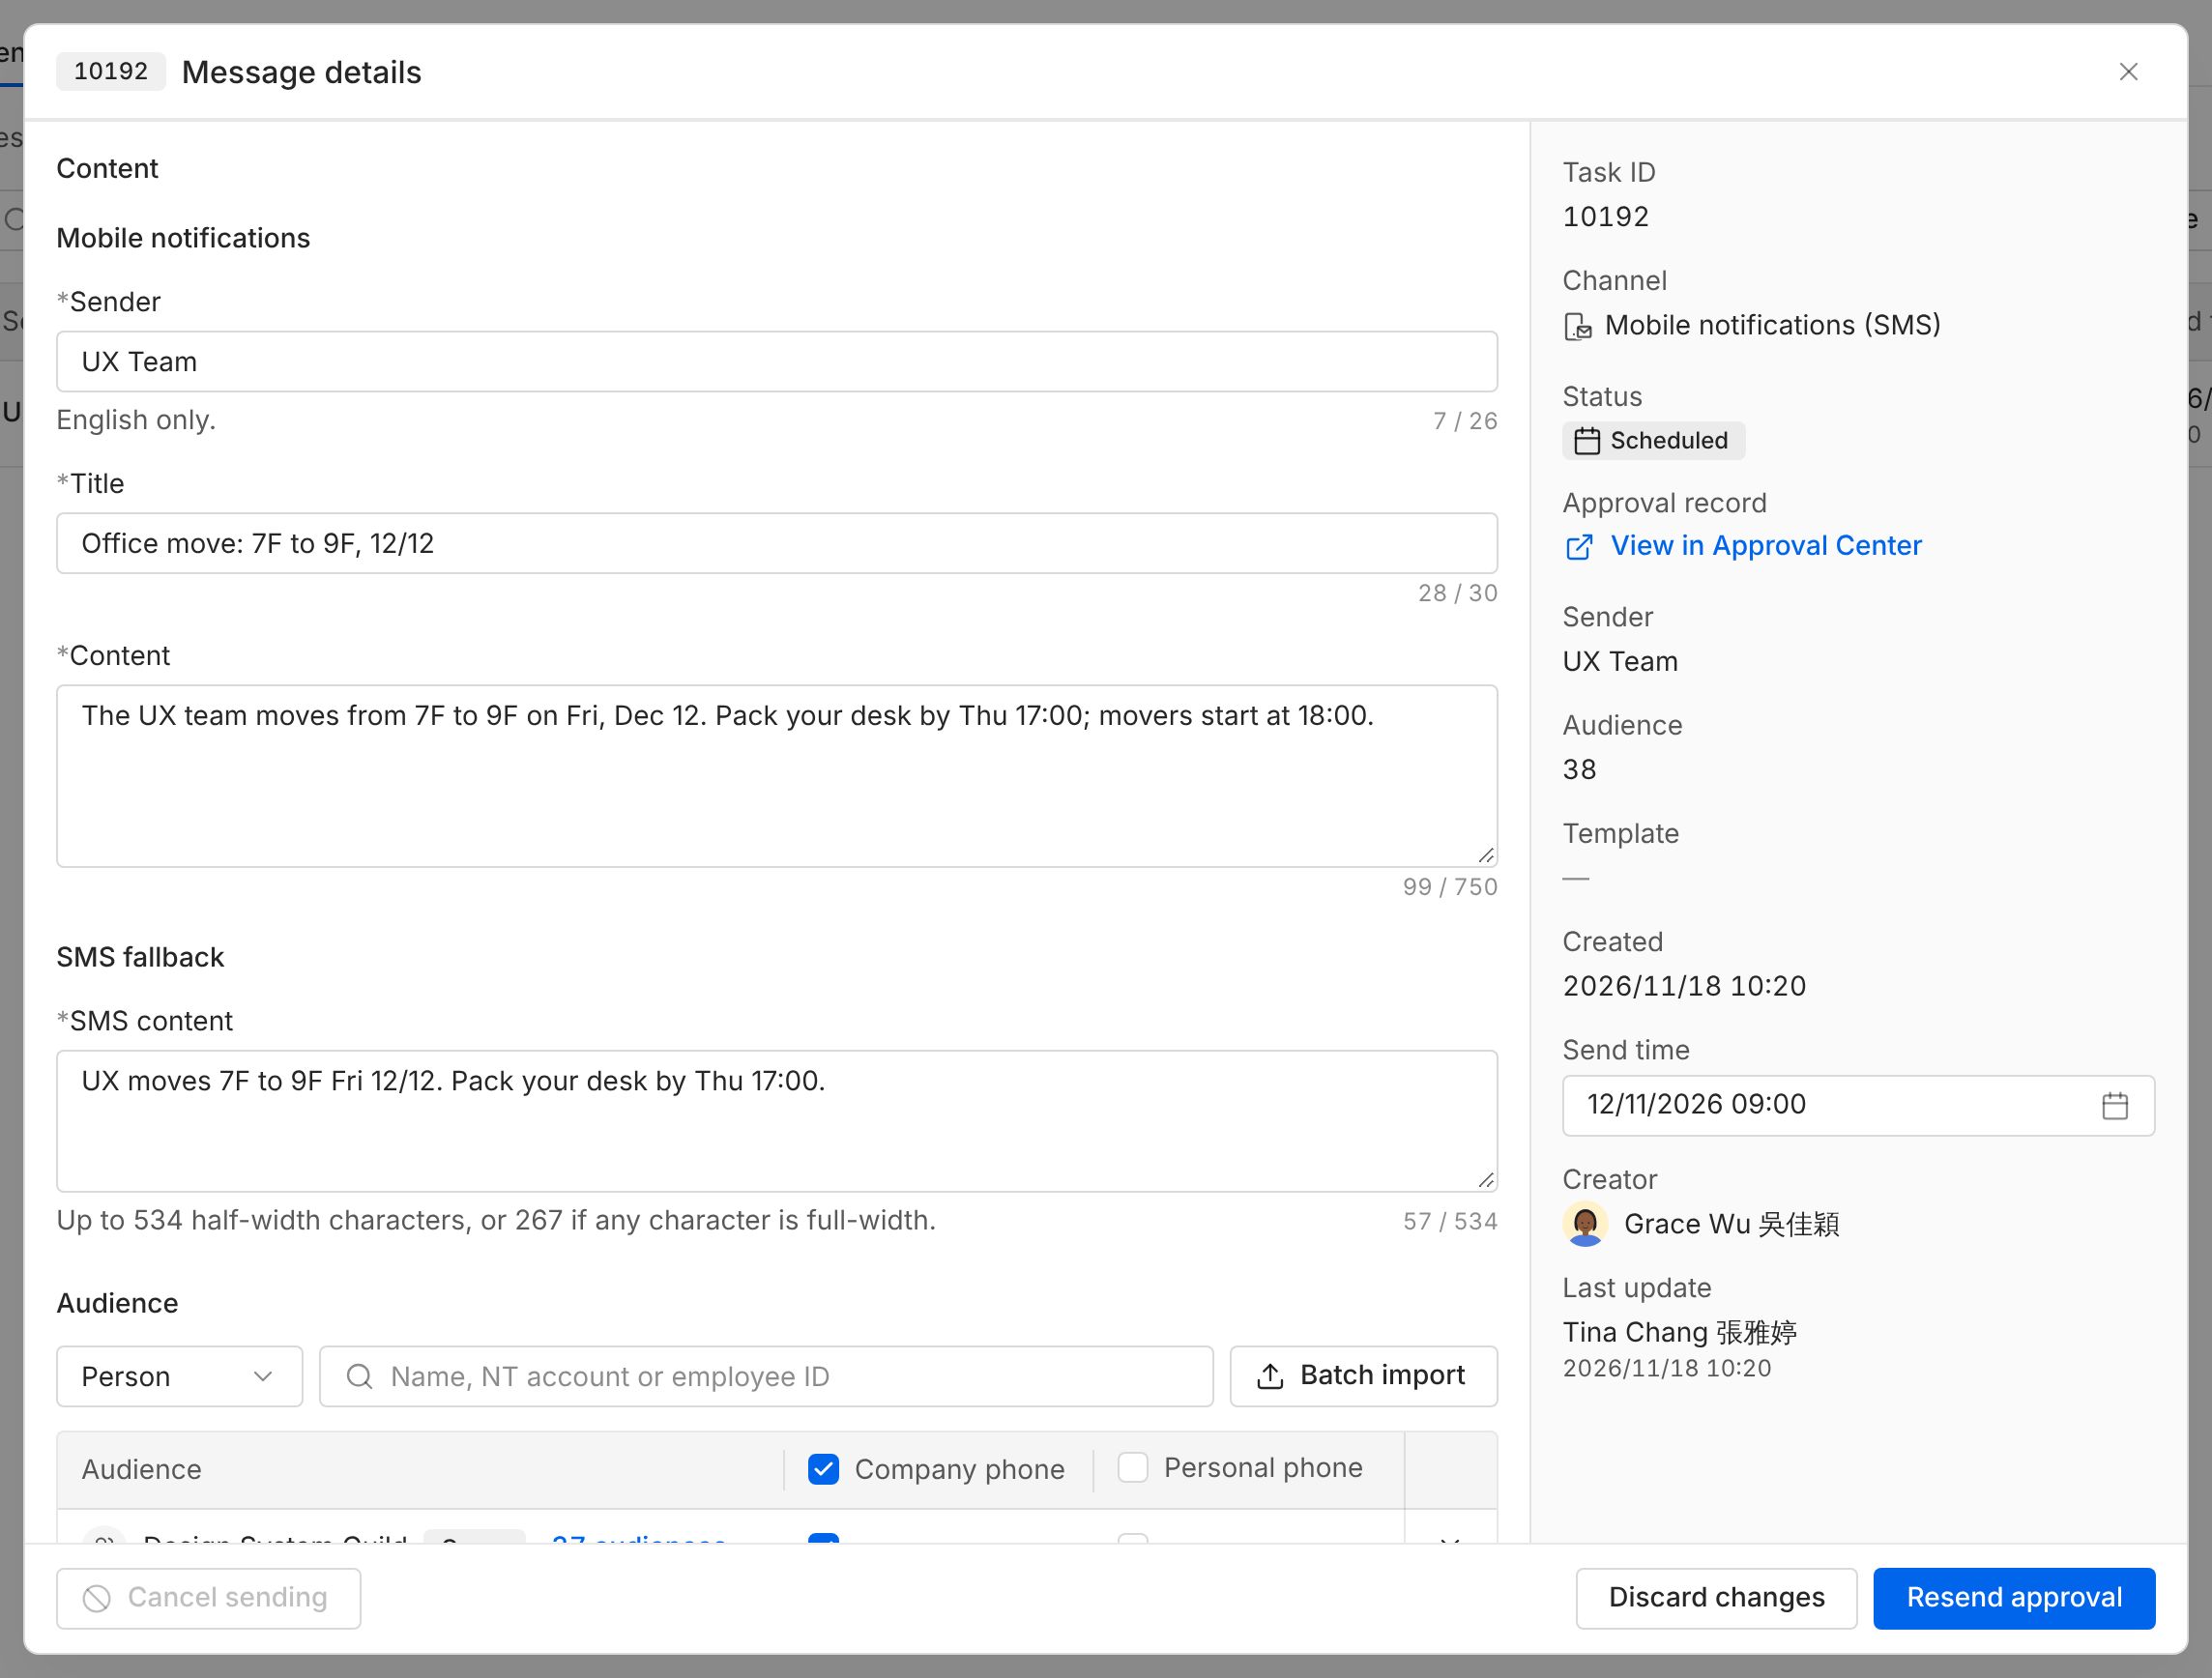 10192 Message details
Content
Mobile notifications
*Sender
UX Team
English only. 7 / 26
*Title
Office move: 7F to 9F, 12/12
28 / 30
*Content
The UX team moves from 7F to 9F on Fri, Dec 12. Pack your desk by Thu 17:00; movers start at 18:00.
99 / 750
SMS fallback
*SMS content
UX moves 7F to 9F Fri 12/12. Pack your desk by Thu 17:00.
Up to 534 half-width characters, or 267 if any character is full-width. 57 / 534
Audience
Person Name, NT account or employee ID Batch import
Audience Company phone Personal phone
Design System Guild 37 audiences
Cancel sending Discard changes Resend approval
Task ID
10192
Channel
Mobile notifications (SMS)
Status
Scheduled
Approval record
View in Approval Center
Sender
UX Team
Audience
38
Template
—
Created
2026/11/18 10:20
Send time
12/11/2026 09:00
Creator
Grace Wu 吳佳穎
Last update
Tina Chang 張雅婷
2026/11/18 10:20